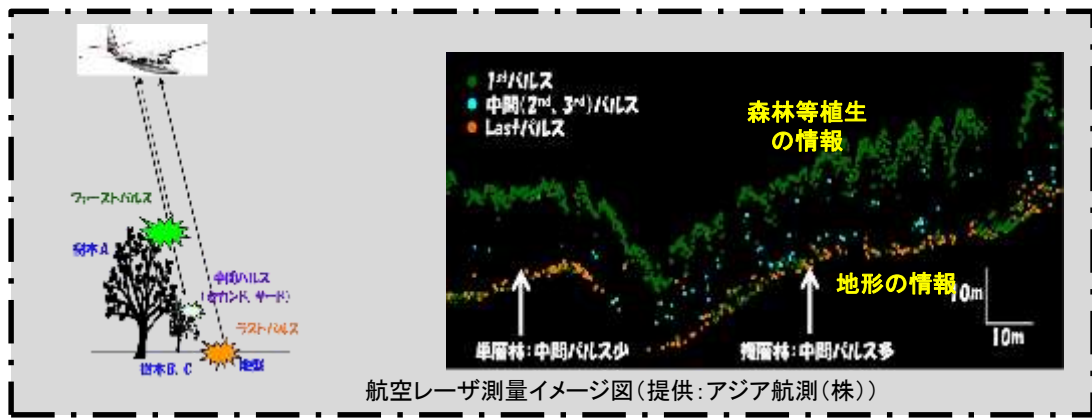 ファーストパルス
樹木A
中間パルス
(セカンド、サード)
ラストパルス
樹木B、C
地盤
1stパルス
中間(2nd、3rd)パルス
Lastパルス
森林等植生
の情報
地形の情報
10m
10m
単層林:中間パルス少
複層林:中間パルス多
航空レーザ測量イメージ図(提供:アジア航測(株))